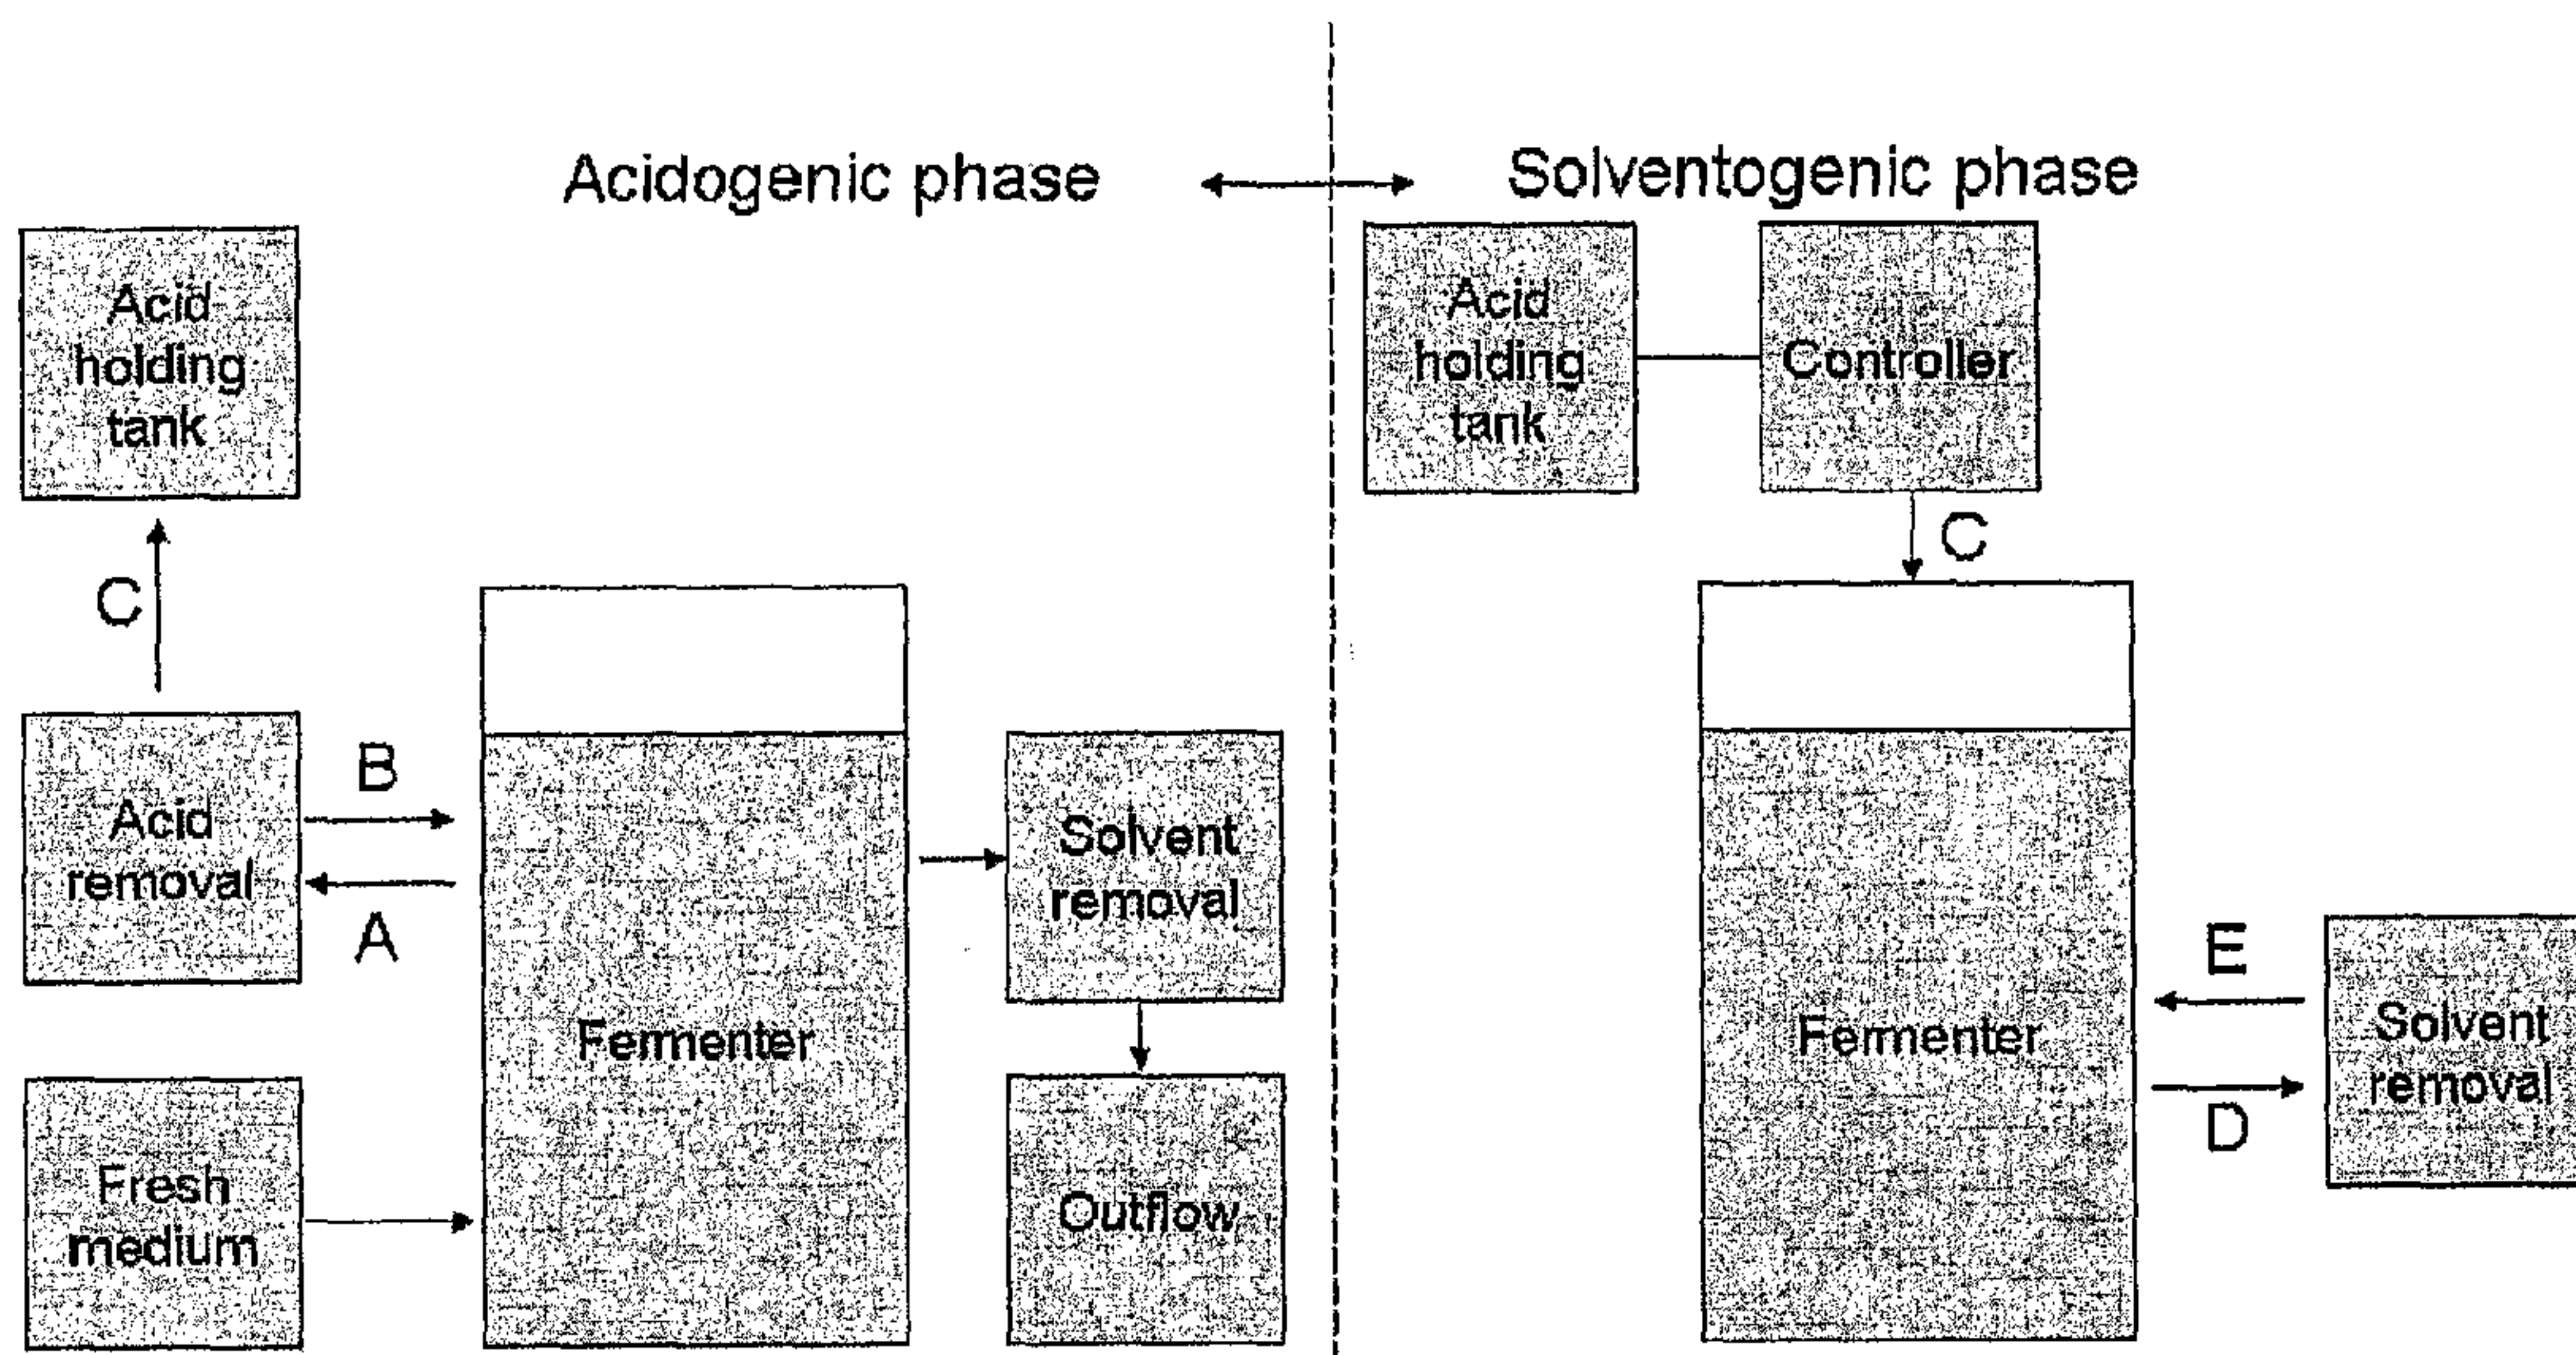 Acidogenic phase
Solventogenic phase
Acid
holding
tank
C
Acid
removal
B
A
Fresh
medium
Fermenter
Solvent
removal
Outflow
Acid
holding
tank
Controller
C
Fermenter
E
D
Solvent
removal